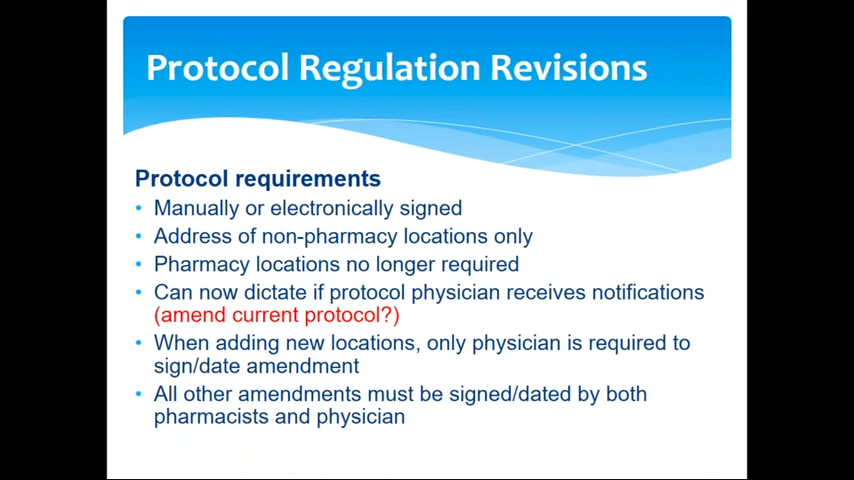 Protocol Regulation Revisions
Protocol requirements
• Manually or electronically signed
• Address of non-pharmacy locations only
• Pharmacy locations no longer required
• Can now dictate if protocol physician receives notifications
(amend current protocol?)
• When adding new locations, only physician is required to
sign/date amendment
• All other amendments must be signed/dated by both
pharmacists and physician